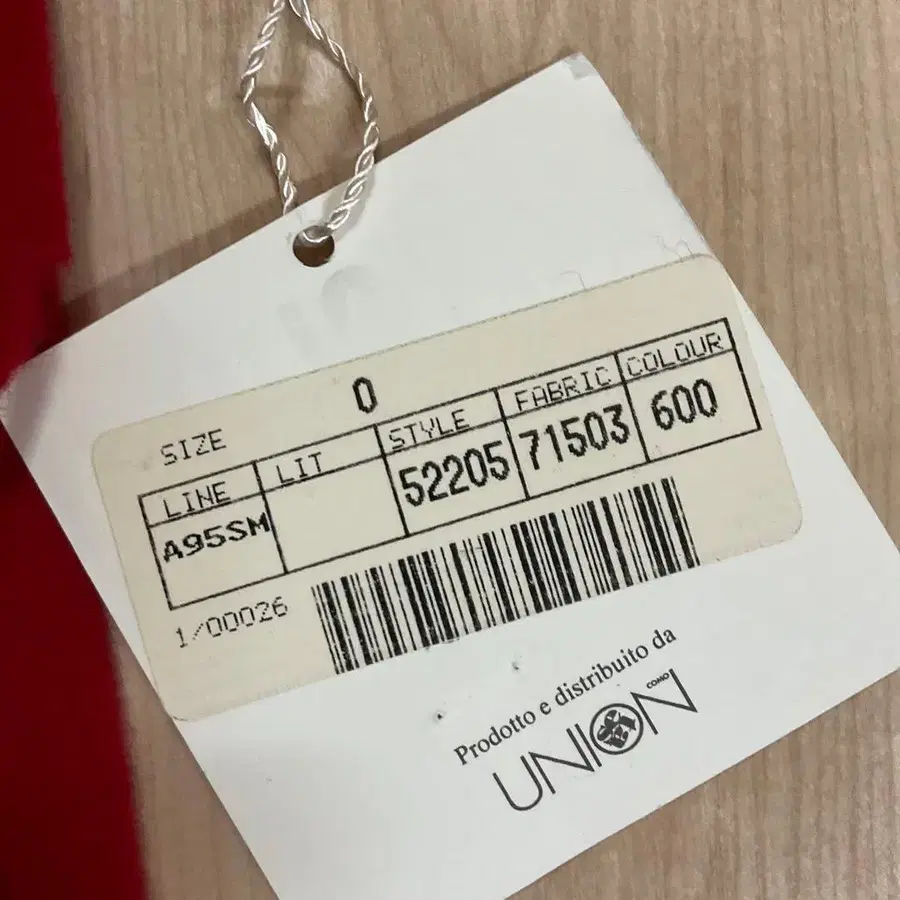 SIZE 0
LINE LIT STYLE FABRIC COLOUR
A95SM 52205 71503 600
1/00026
Prodotto e distribuito da
UNION COMO